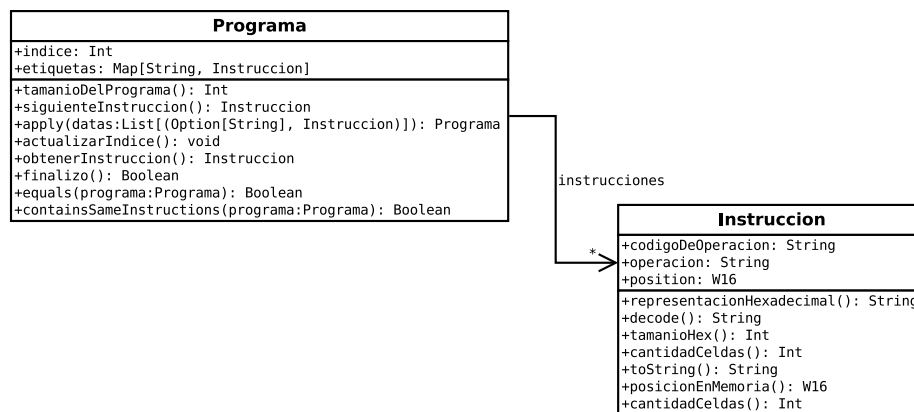 Programa
+indice: Int
+etiquetas: Map[String, Instruccion]
+tamanioDelPrograma(): Int
+siguienteInstruccion(): Instruccion
+apply(datas:List[(Option[String], Instruccion)]): Programa
+actualizarIndice(): void
+obtenerInstruccion(): Instruccion
+finalizo(): Boolean
+equals(programa:Programa): Boolean
+containsSameInstructions(programa:Programa): Boolean
instrucciones
*
Instruccion
+codigoDeOperacion: String
+operacion: String
+position: W16
+representacionHexadecimal(): String
+decode(): String
+tamanioHex(): Int
+cantidadCeldas(): Int
+toString(): String
+posicionEnMemoria(): W16
+cantidadCeldas(): Int